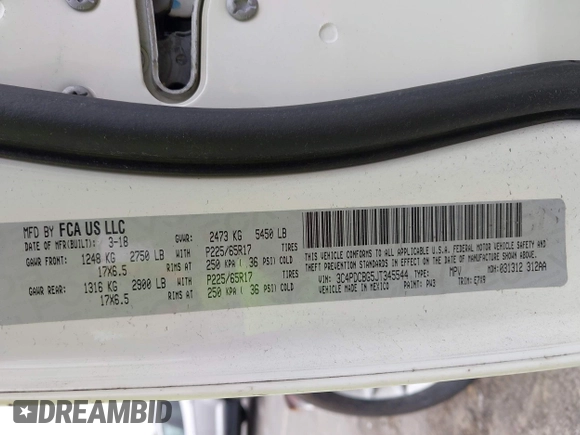 MFD BY FCA US LLC
DATE OF MFR(BUILT): 3-18 GVWR: 2473 KG 5450 LB
GAWR FRONT: 1248 KG 2750 LB WITH P225/65R17 TIRES
17X6.5 RIMS AT 250 KPA ( 36 PSI) COLD
GAWR REAR: 1316 KG 2900 LB WITH P225/65R17 TIRES
17X6.5 RIMS AT 250 KPA ( 36 PSI) COLD
THIS VEHICLE CONFORMS TO ALL APPLICABLE U.S.A. FEDERAL MOTOR VEHICLE SAFETY AND
THEFT PREVENTION STANDARDS IN EFFECT ON THE DATE OF MANUFACTURE SHOWN ABOVE.
VIN: 3C4PDCBG5JT345544 TYPE: MPV MDH: 031312 312AA
VEHICLE MADE IN MEXICO PAINT: PW3 TRIM: E7X9
DREAMBID